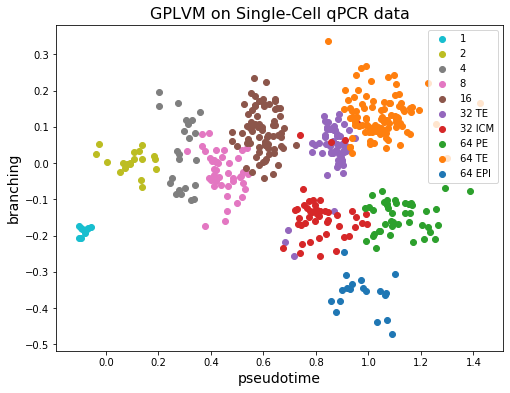 GPLVM on Single-Cell qPCR data
1
2
4
8
16
32 TE
32 ICM
64 PE
64 TE
64 EPI
branching
0.3
0.2
0.1
0.0
−0.1
−0.2
−0.3
−0.4
−0.5
0.0 0.2 0.4 0.6 0.8 1.0 1.2 1.4
pseudotime